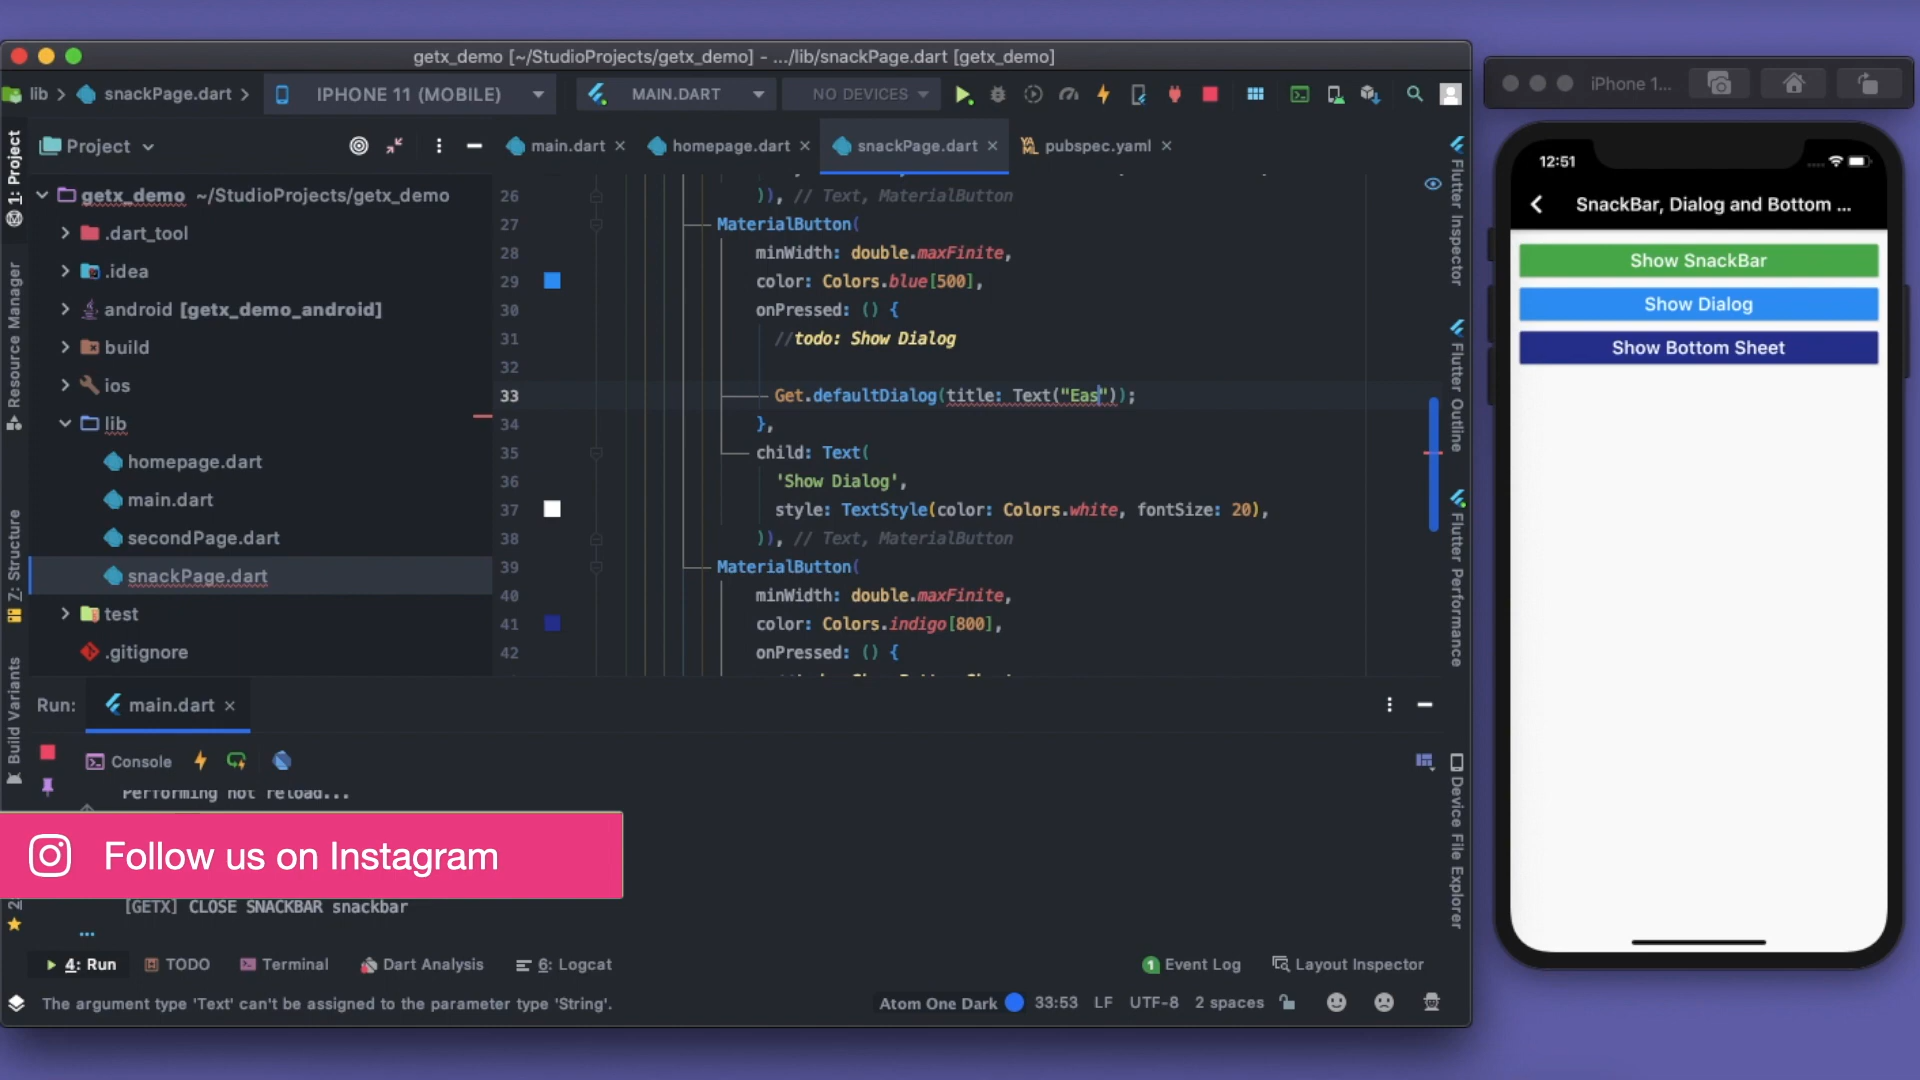 getx_demo [~/StudioProjects/getx_demo] - .../lib/snackPage.dart [getx_demo]
lib
snackPage.dart
IPHONE 11 (MOBILE)
MAIN.DART
NO DEVICES
Project
main.dart
homepage.dart
snackPage.dart
pubspec.yaml
1: Project
Resource Manager
Z: Structure
Build Variants
getx_demo ~/StudioProjects/getx_demo
.dart_tool
.idea
android [getx_demo_android]
build
ios
lib
homepage.dart
main.dart
secondPage.dart
snackPage.dart
test
.gitignore
26 )), // Text, MaterialButton
27 MaterialButton(
28 minWidth: double.maxFinite,
29 color: Colors.blue[500],
30 onPressed: () {
31 //todo: Show Dialog
32
33 Get.defaultDialog(title: Text("Eas"));
34 },
35 child: Text(
36 'Show Dialog',
37 style: TextStyle(color: Colors.white, fontSize: 20),
38 )), // Text, MaterialButton
39 MaterialButton(
40 minWidth: double.maxFinite,
41 color: Colors.indigo[800],
42 onPressed: () {
Flutter Inspector
Flutter Outline
Flutter Performance
Device File Explorer
Run:
main.dart
Console
Performing hot reload...
Follow us on Instagram
[GETX] CLOSE SNACKBAR snackbar
4: Run
TODO
Terminal
Dart Analysis
6: Logcat
1 Event Log
Layout Inspector
The argument type 'Text' can't be assigned to the parameter type 'String'.
Atom One Dark
33:53
LF
UTF-8
2 spaces
iPhone 1...
12:51
SnackBar, Dialog and Bottom ...
Show SnackBar
Show Dialog
Show Bottom Sheet